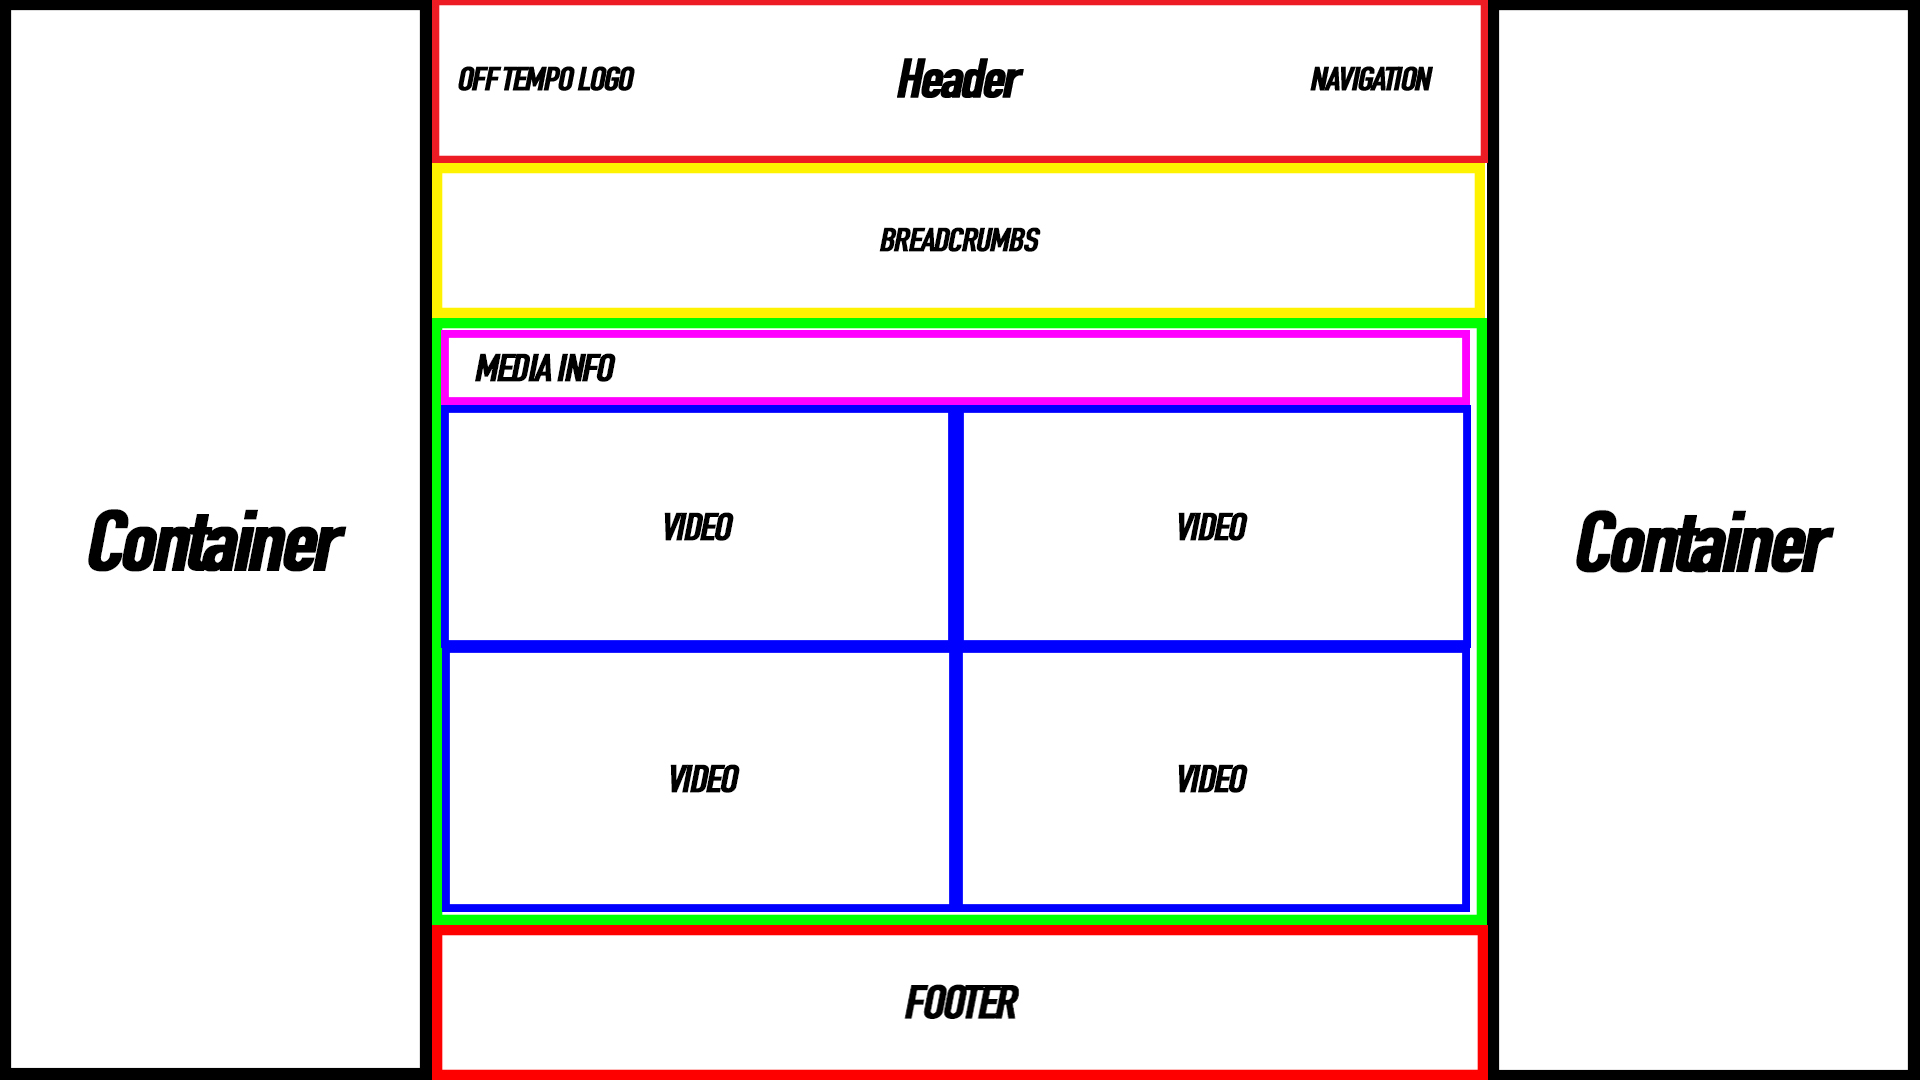 OFF TEMPO LOGO
Header
NAVIGATION
BREADCRUMBS
MEDIA INFO
Container
VIDEO
VIDEO
Container
VIDEO
VIDEO
FOOTER